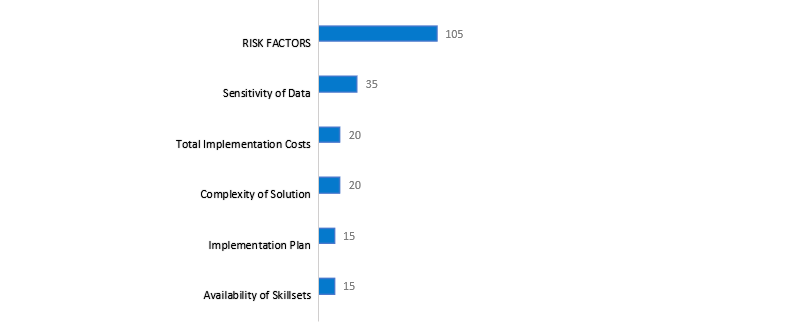 RISK FACTORS 105
Sensitivity of Data 35
Total Implementation Costs 20
Complexity of Solution 20
Implementation Plan 15
Availability of Skillsets 15